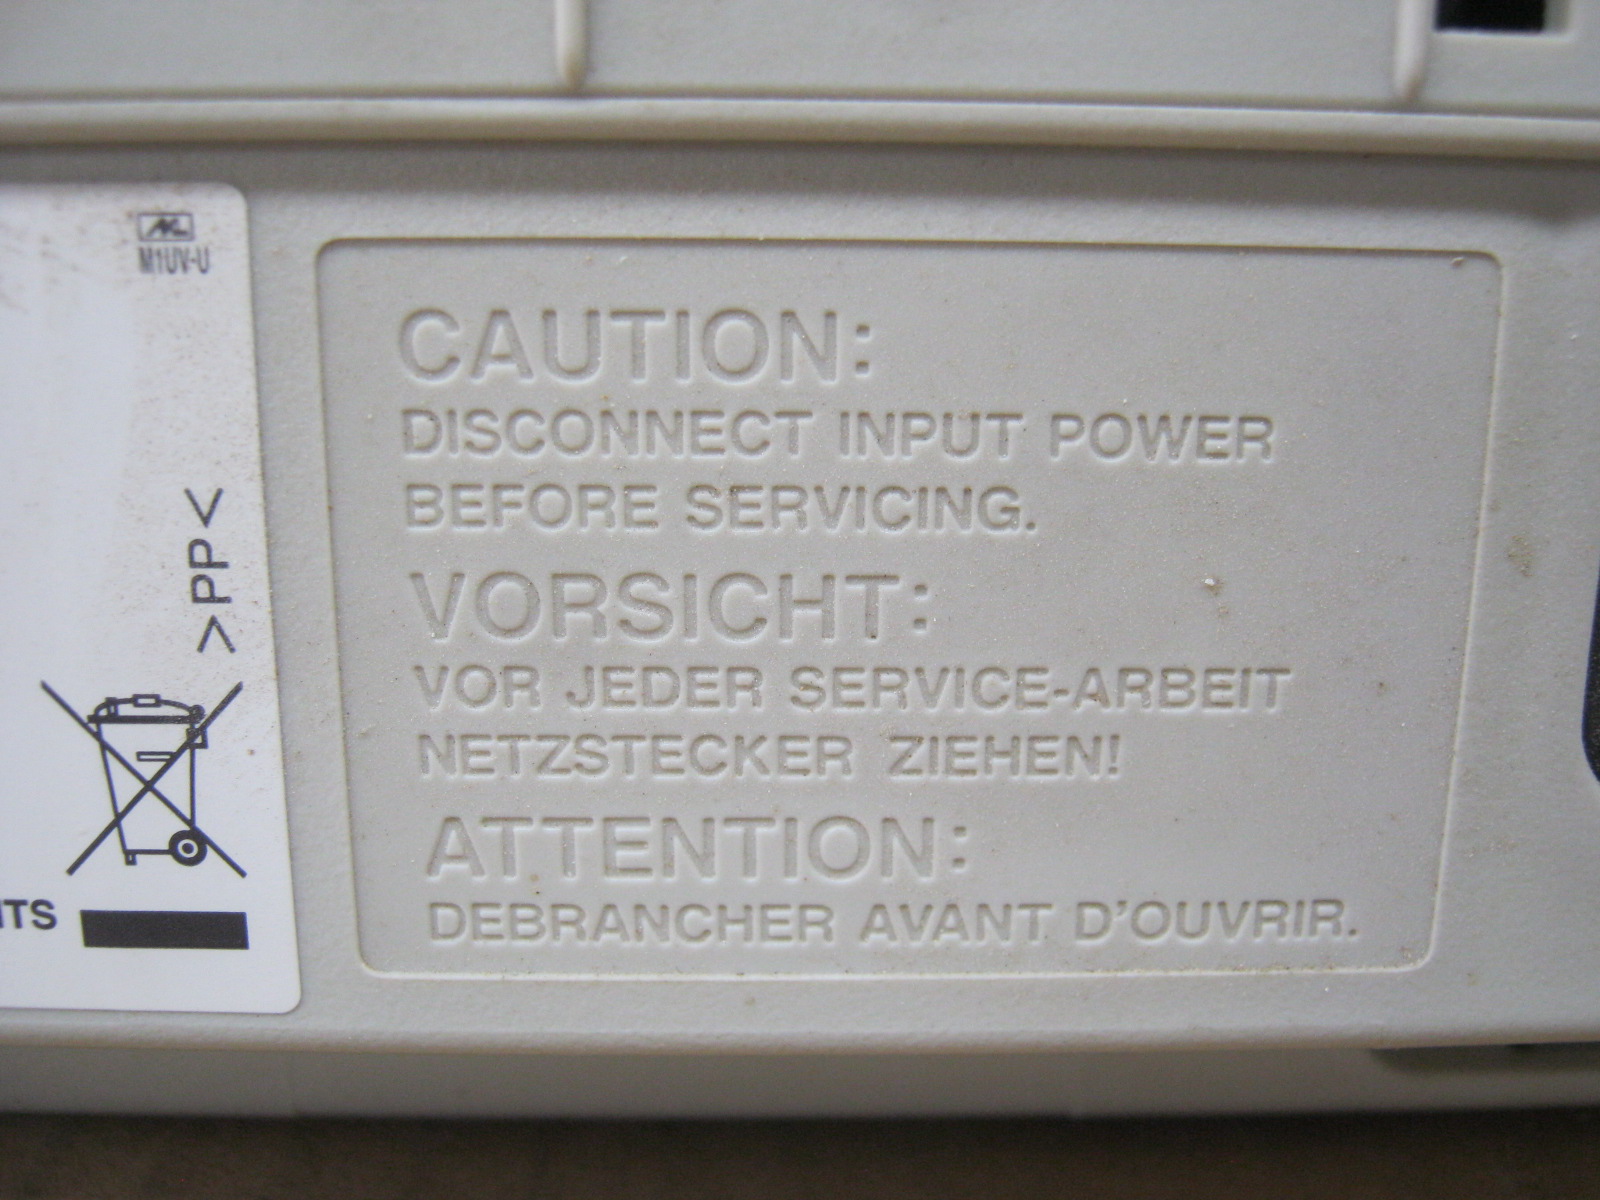 M1UV-U
>PP<
CAUTION:
DISCONNECT INPUT POWER
BEFORE SERVICING.
VORSICHT:
VOR JEDER SERVICE-ARBEIT
NETZSTECKER ZIEHEN!
ATTENTION:
DEBRANCHER AVANT D'OUVRIR.
ITS